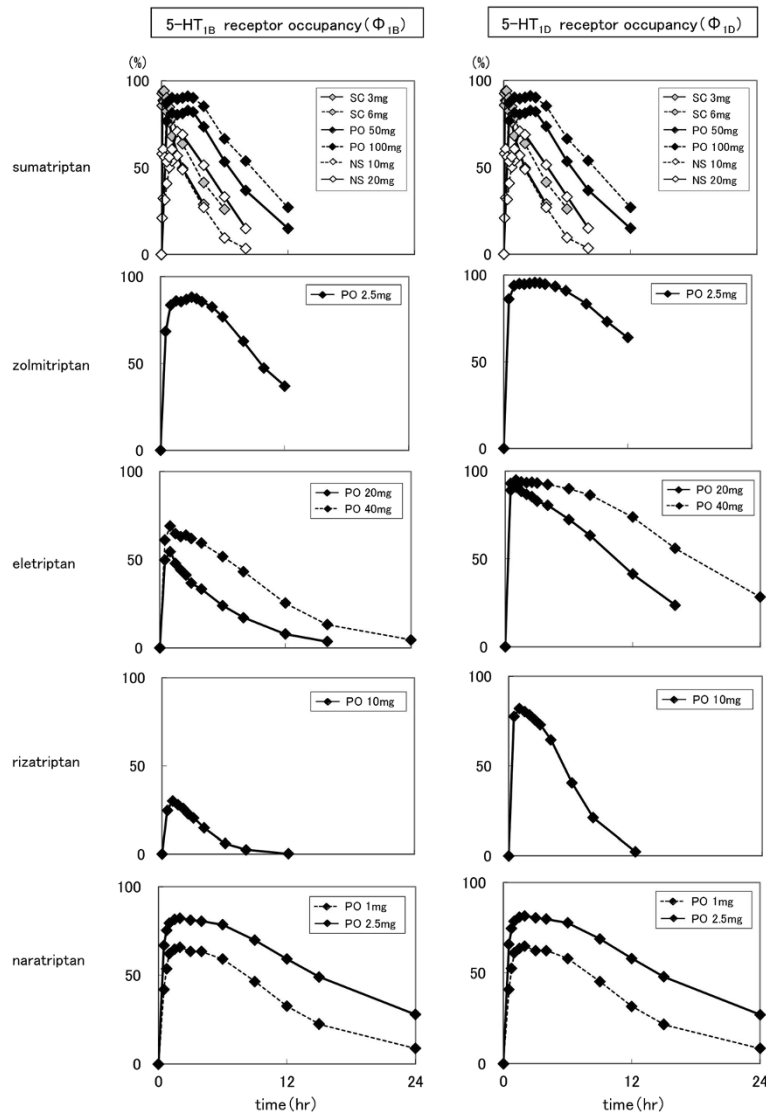 5-HT1B receptor occupancy(Φ1B)
5-HT1D receptor occupancy(Φ1D)
(%)
(%)
sumatriptan
100
50
0
SC 3mg
SC 6mg
PO 50mg
PO 100mg
NS 10mg
NS 20mg
100
50
0
SC 3mg
SC 6mg
PO 50mg
PO 100mg
NS 10mg
NS 20mg
zolmitriptan
100
50
0
PO 2.5mg
100
50
0
PO 2.5mg
eletriptan
100
50
0
PO 20mg
PO 40mg
100
50
0
PO 20mg
PO 40mg
rizatriptan
100
50
0
PO 10mg
100
50
0
PO 10mg
naratriptan
100
50
0
PO 1mg
PO 2.5mg
100
50
0
PO 1mg
PO 2.5mg
0 12 24
0 12 24
time(hr)
time(hr)